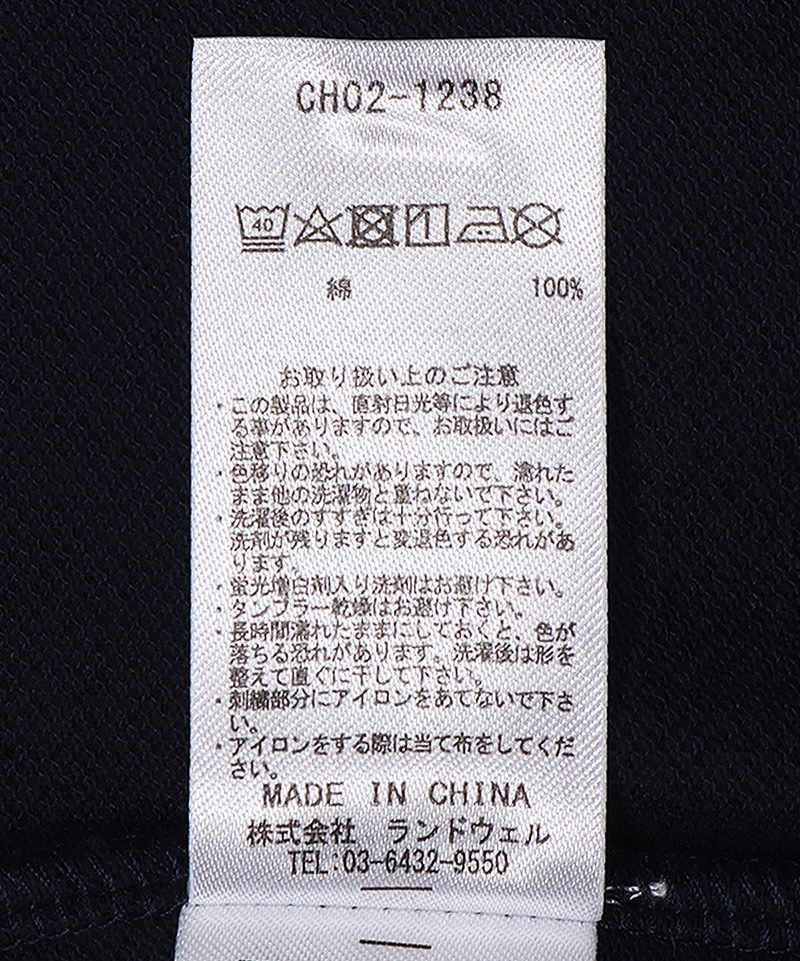 CH02-1238
40
綿 100%
お取り扱い上のご注意
・この製品は、直射日光等により退色す
る事がありますので、お取扱いにはご
注意下さい。
・色移りの恐れがありますので、濡れた
まま他の洗濯物と重ねないで下さい。
・洗濯後のすすぎは十分行って下さい。
洗剤が残りますと変退色する恐れがあ
ります。
・蛍光増白剤入り洗剤はお避け下さい。
・タンブラー乾燥はお避け下さい。
・長時間濡れたままにしておくと、色が
落ちる恐れがあります。洗濯後は形を
整えて直ぐに干して下さい。
・刺繍部分にアイロンをあてないで下さ
い。
・アイロンをする際は当て布をしてくだ
さい。
MADE IN CHINA
株式会社 ランドウェル
TEL:03-6432-9550